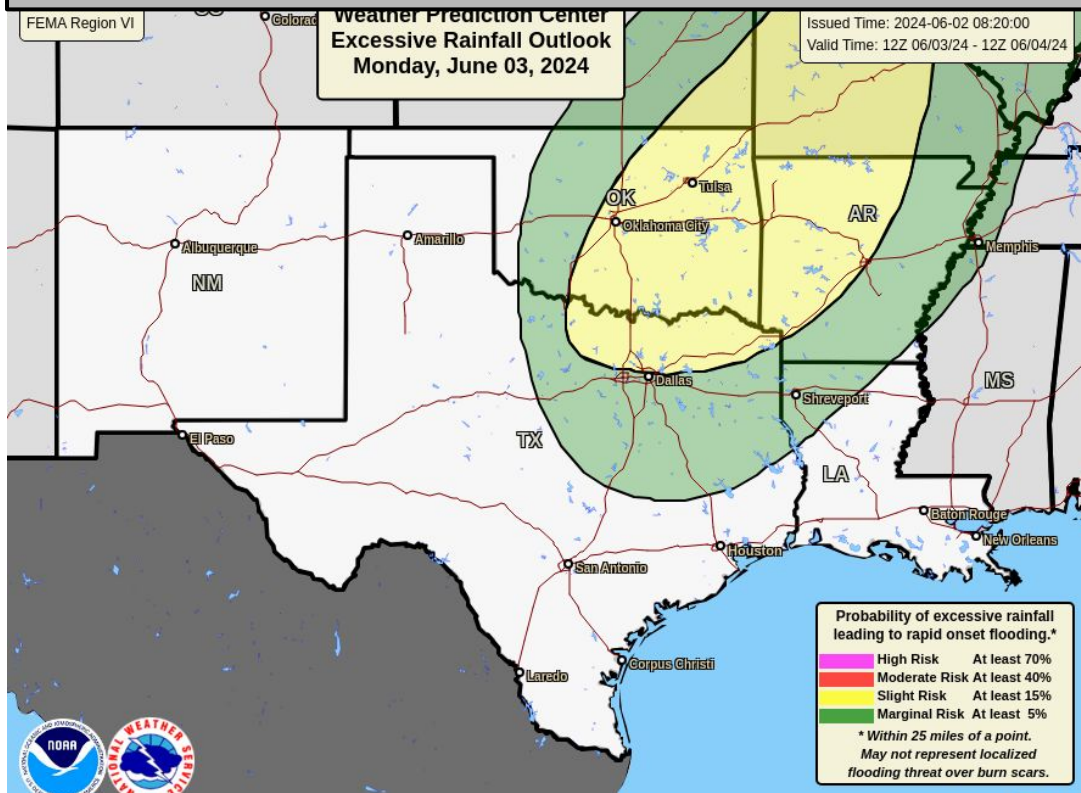 FEMA Region VI
Weather Prediction Center
Excessive Rainfall Outlook
Monday, June 03, 2024
Issued Time: 2024-06-02 08:20:00
Valid Time: 12Z 06/03/24 - 12Z 06/04/24
Tulsa
OK
Oklahoma City
AR
Albuquerque
Amarillo
Memphis
NM
Dallas
MS
Shreveport
El Paso
TX
LA
Baton Rouge
New Orleans
Houston
San Antonio
Corpus Christi
Laredo
Probability of excessive rainfall
leading to rapid onset flooding.*
High Risk At least 70%
Moderate Risk At least 40%
Slight Risk At least 15%
Marginal Risk At least 5%
* Within 25 miles of a point.
May not represent localized
flooding threat over burn scars.
NOAA